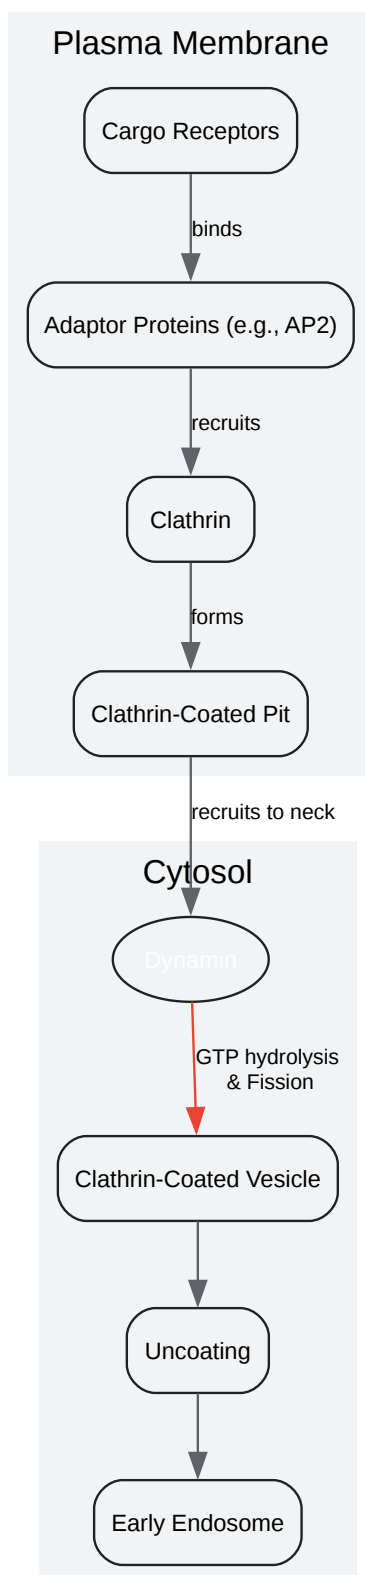 Plasma Membrane
Cargo Receptors
binds
Adaptor Proteins (e.g., AP2)
recruits
Clathrin
forms
Clathrin-Coated Pit
recruits to neck
Cytosol
Dynamin
GTP hydrolysis
& Fission
Clathrin-Coated Vesicle
Uncoating
Early Endosome